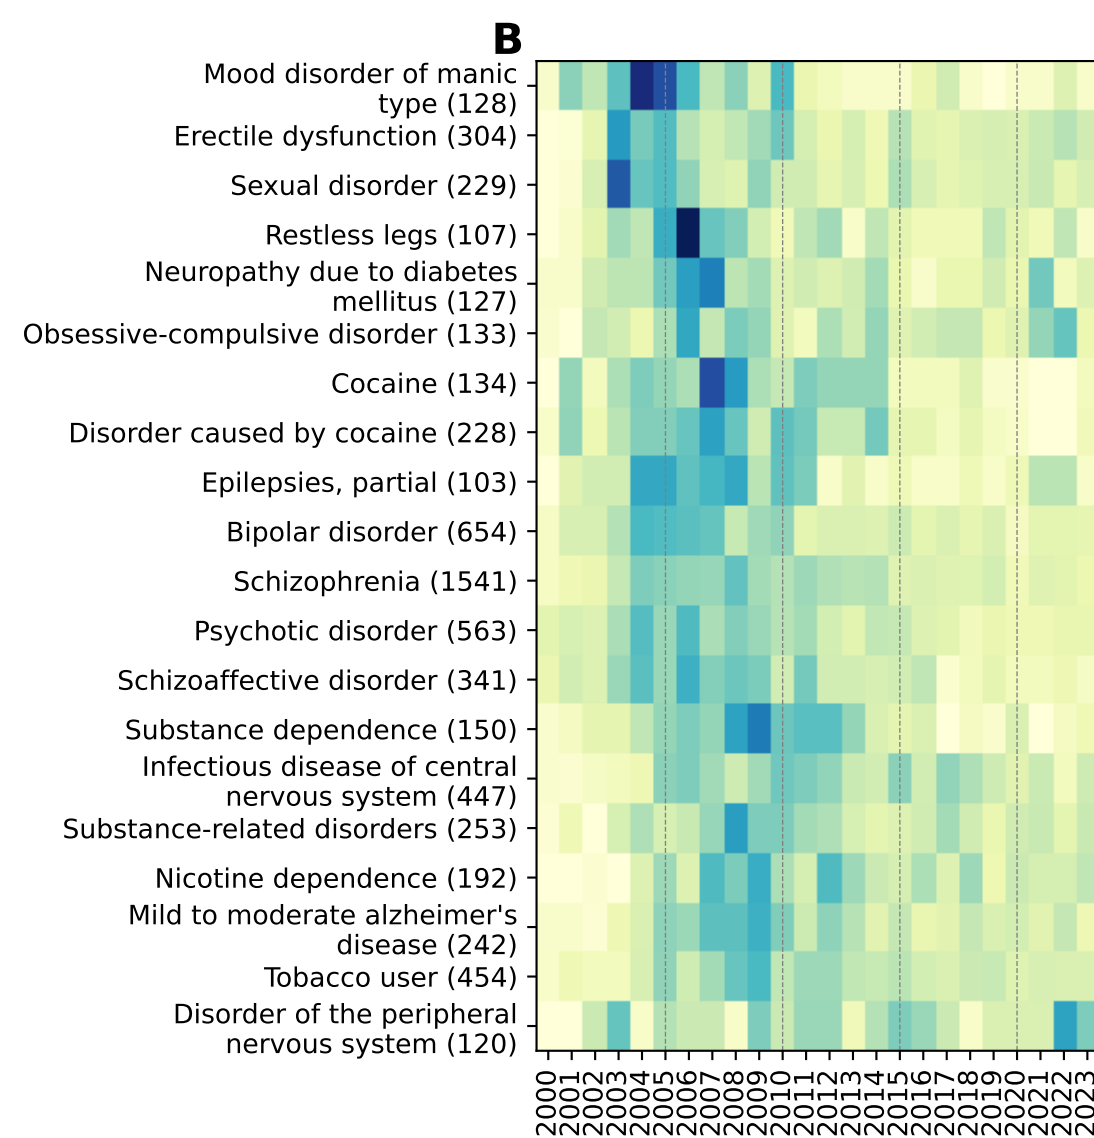 B
Mood disorder of manic
type (128)
Erectile dysfunction (304)
Sexual disorder (229)
Restless legs (107)
Neuropathy due to diabetes
mellitus (127)
Obsessive-compulsive disorder (133)
Cocaine (134)
Disorder caused by cocaine (228)
Epilepsies, partial (103)
Bipolar disorder (654)
Schizophrenia (1541)
Psychotic disorder (563)
Schizoaffective disorder (341)
Substance dependence (150)
Infectious disease of central
nervous system (447)
Substance-related disorders (253)
Nicotine dependence (192)
Mild to moderate alzheimer's
disease (242)
Tobacco user (454)
Disorder of the peripheral
nervous system (120)
2000
2001
2002
2003
2004
2005
2006
2007
2008
2009
2010
2011
2012
2013
2014
2015
2016
2017
2018
2019
2020
2021
2022
2023